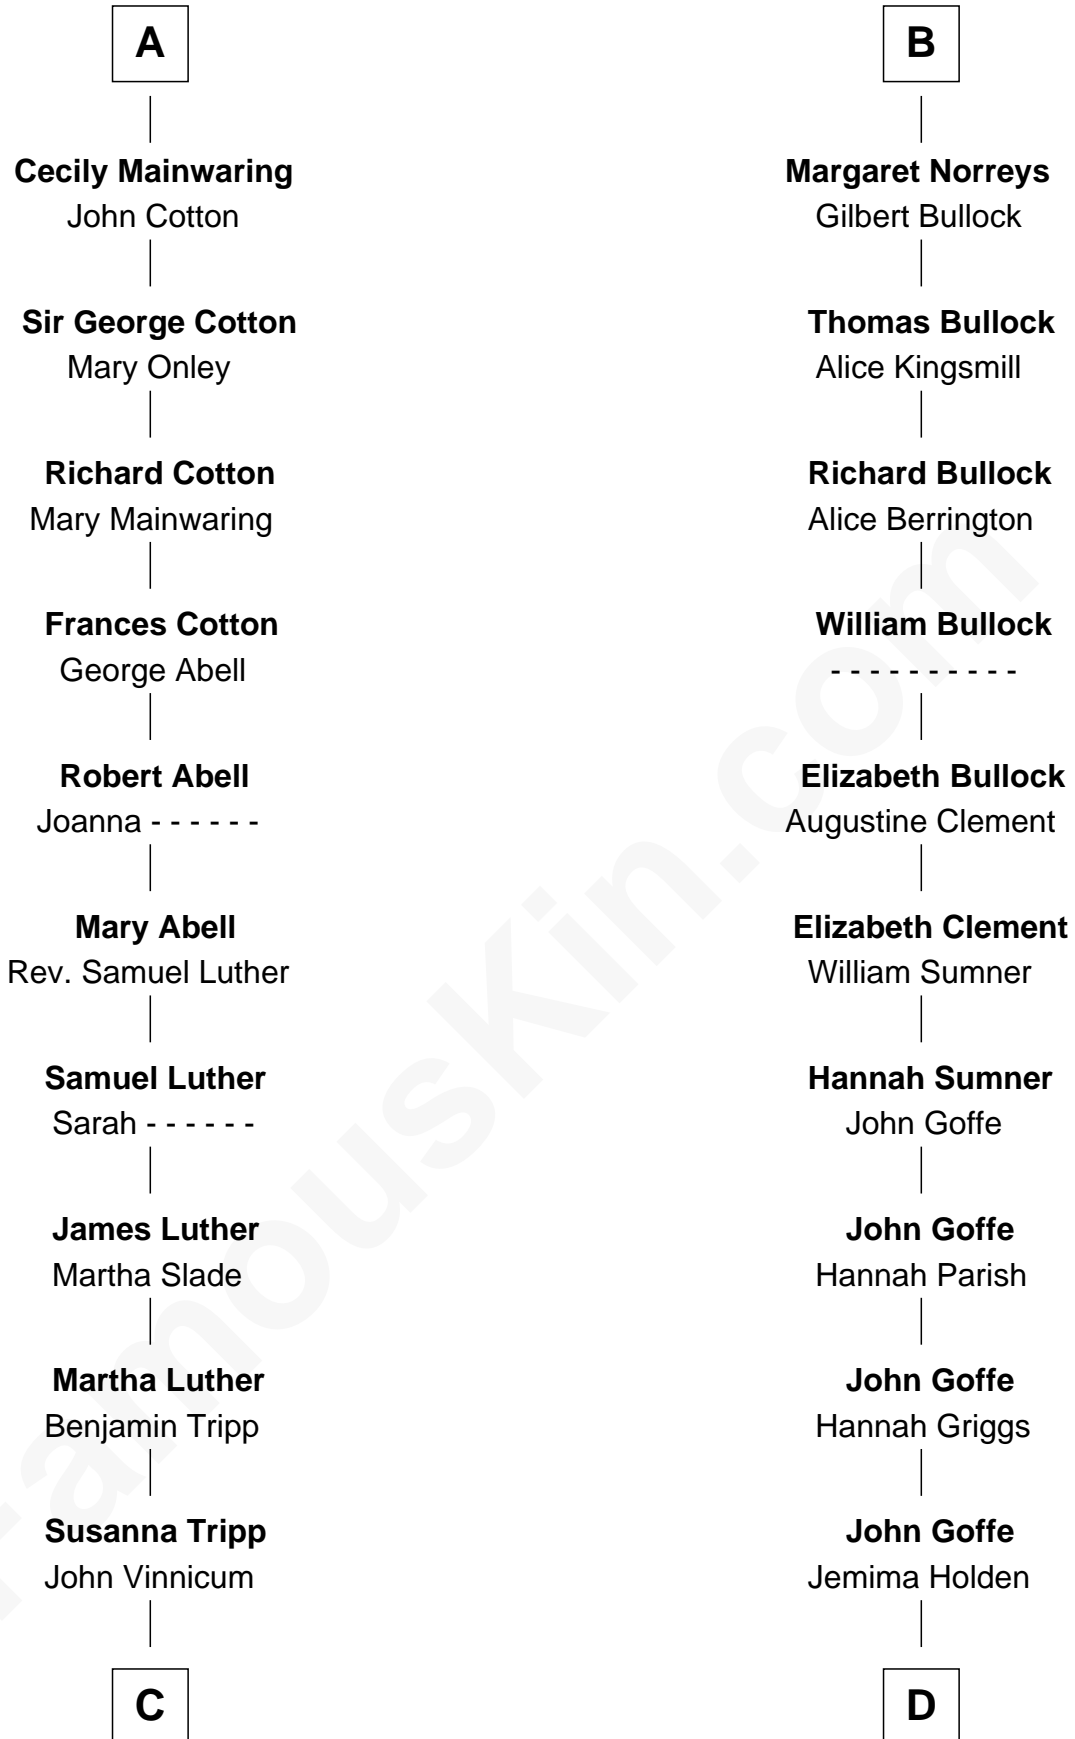 A
Cecily Mainwaring
John Cotton
Sir George Cotton
Mary Onley
Richard Cotton
Mary Mainwaring
Frances Cotton
George Abell
Robert Abell
Joanna - - - - - -
Mary Abell
Rev. Samuel Luther
Samuel Luther
Sarah - - - - - -
James Luther
Martha Slade
Martha Luther
Benjamin Tripp
Susanna Tripp
John Vinnicum
C
B
Margaret Norreys
Gilbert Bullock
Thomas Bullock
Alice Kingsmill
Richard Bullock
Alice Berrington
William Bullock
- - - - - - - - - -
Elizabeth Bullock
Augustine Clement
Elizabeth Clement
William Sumner
Hannah Sumner
John Goffe
John Goffe
Hannah Parish
John Goffe
Hannah Griggs
John Goffe
Jemima Holden
D
FamousKin.com